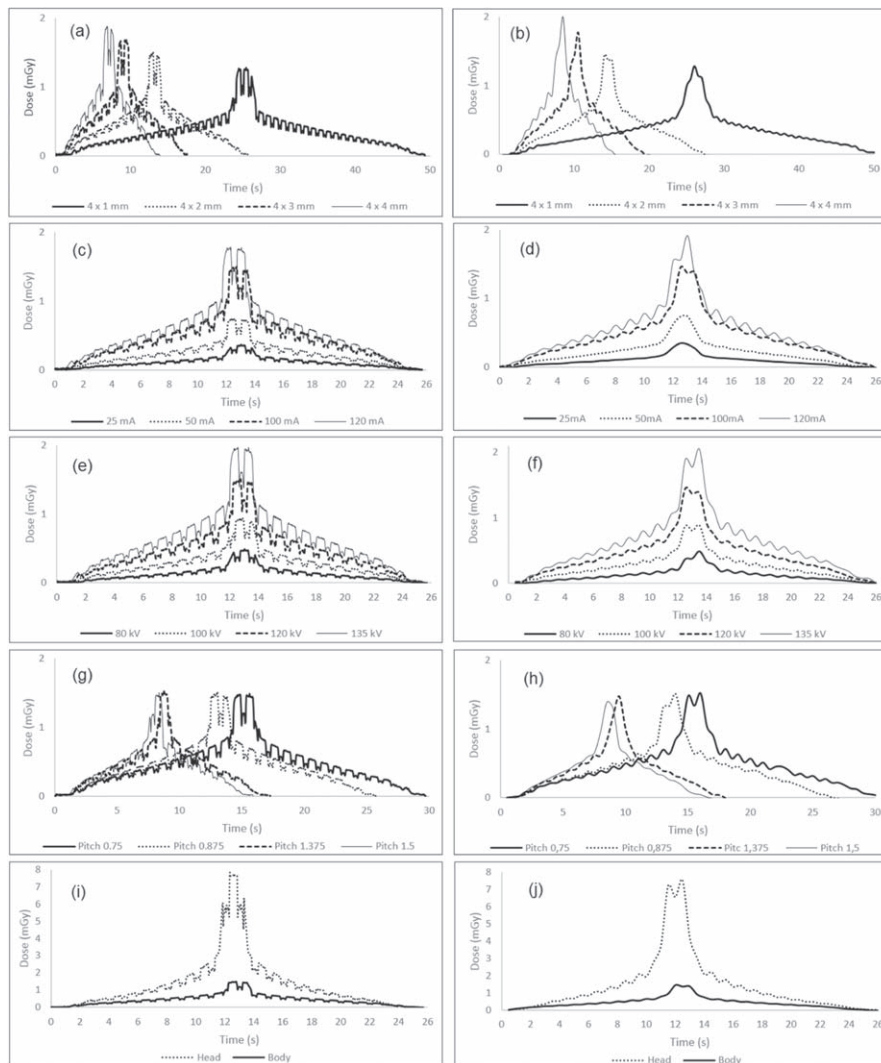 (a)
Dose (mGy)
2
1
0
0 10 20 30 40 50
Time (s)
4 x 1 mm 4 x 2 mm 4 x 3 mm 4 x 4 mm
(b)
Dose (mGy)
2
1
0
0 10 20 30 40 50
Time (s)
4 x 1 mm 4 x 2 mm 4 x 3 mm 4 x 4 mm
(c)
Dose (mGy)
2
1
0
0 2 4 6 8 10 12 14 16 18 20 22 24 26
Time (s)
25 mA 50 mA 100 mA 120 mA
(d)
Dose (mGy)
2
1
0
0 2 4 6 8 10 12 14 16 18 20 22 24 26
Time (s)
25mA 50mA 100mA 120mA
(e)
Dose (mGy)
2
1
0
0 2 4 6 8 10 12 14 16 18 20 22 24 26
Time (s)
80 kV 100 kV 120 kV 135 kV
(f)
Dose (mGy)
2
1
0
0 2 4 6 8 10 12 14 16 18 20 22 24 26
Time (s)
80 kV 100 kV 120 kV 135 kV
(g)
Dose (mGy)
2
1
0
0 5 10 15 20 25 30
Time (s)
Pitch 0.75 Pitch 0.875 Pitch 1.375 Pitch 1.5
(h)
Dose (mGy)
2
1
0
0 5 10 15 20 25 30
Time (s)
Pitch 0,75 Pitch 0,875 Pitc 1,375 Pitch 1,5
(i)
Dose (mGy)
8
7
6
5
4
3
2
1
0
0 2 4 6 8 10 12 14 16 18 20 22 24 26
Time (s)
Head Body
(j)
Dose (mGy)
8
7
6
5
4
3
2
1
0
0 2 4 6 8 10 12 14 16 18 20 22 24 26
Time (s)
Head Body